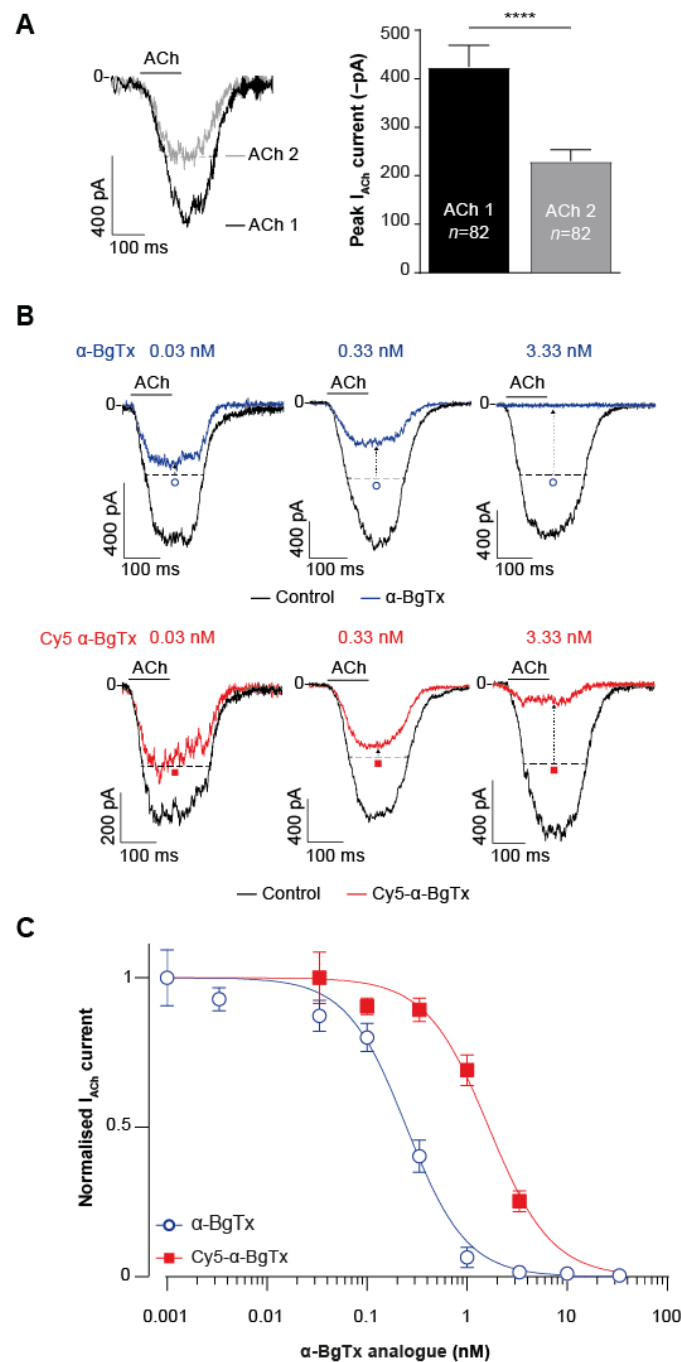 A
ACh
0-
ACh 2
ACh 1
400 pA
100 ms
****
Peak IACh current (−pA)
500
400
300
200
100
0
ACh 1
n=82
ACh 2
n=82
B
α-BgTx 0.03 nM 0.33 nM 3.33 nM
ACh ACh ACh
0- 0- 0-
400 pA 400 pA 400 pA
100 ms 100 ms 100 ms
Control α-BgTx
Cy5 α-BgTx 0.03 nM 0.33 nM 3.33 nM
ACh ACh ACh
0- 0- 0-
200 pA 400 pA 400 pA
100 ms 100 ms 100 ms
Control Cy5-α-BgTx
C
Normalised IACh current
1
0.5
0
α-BgTx
Cy5-α-BgTx
0.001 0.01 0.1 1 10 100
α-BgTx analogue (nM)